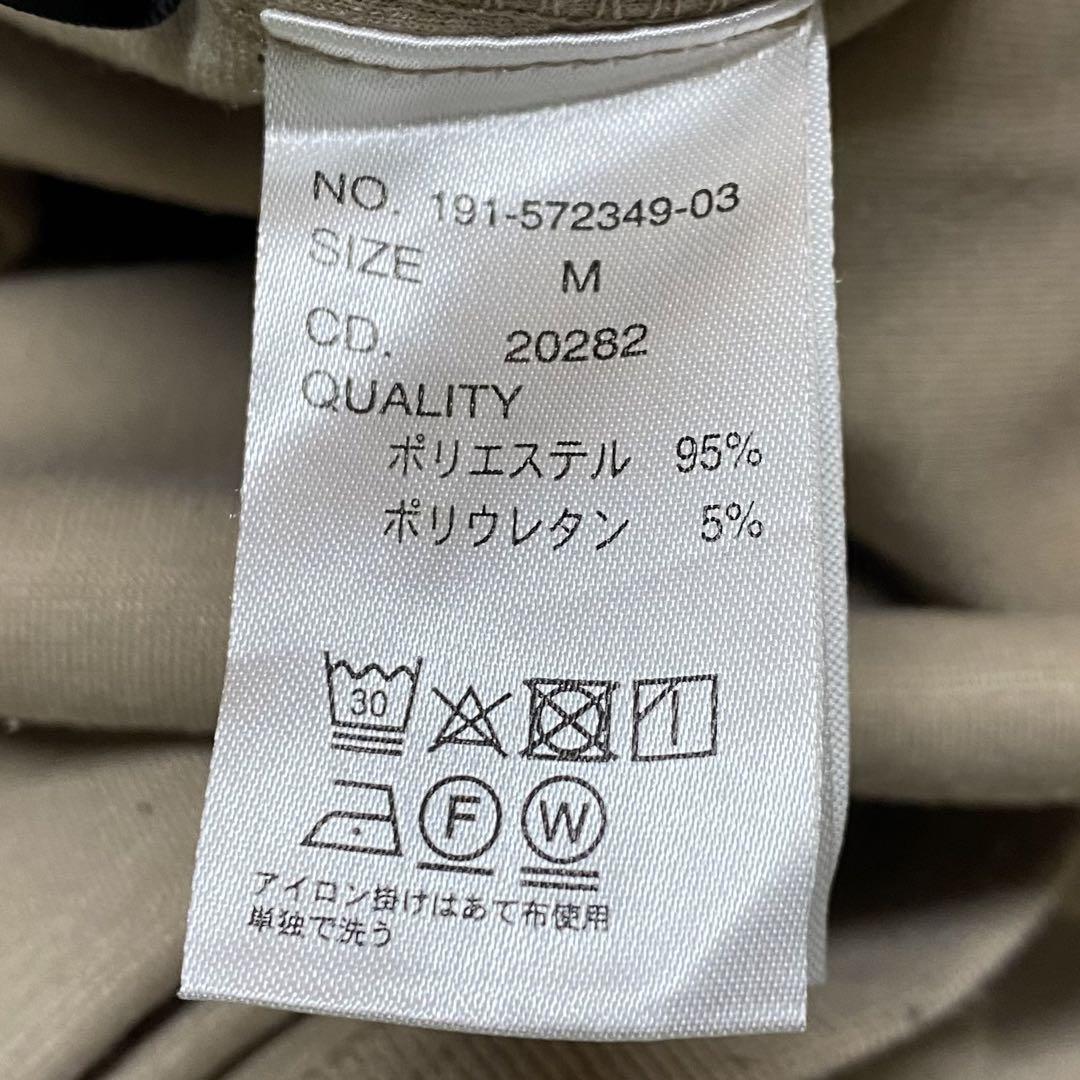 NO. 191-572349-03
SIZE M
CD. 20282
QUALITY
ポリエステル 95%
ポリウレタン 5%
30
F W
アイロン掛けはあて布使用
単独で洗う